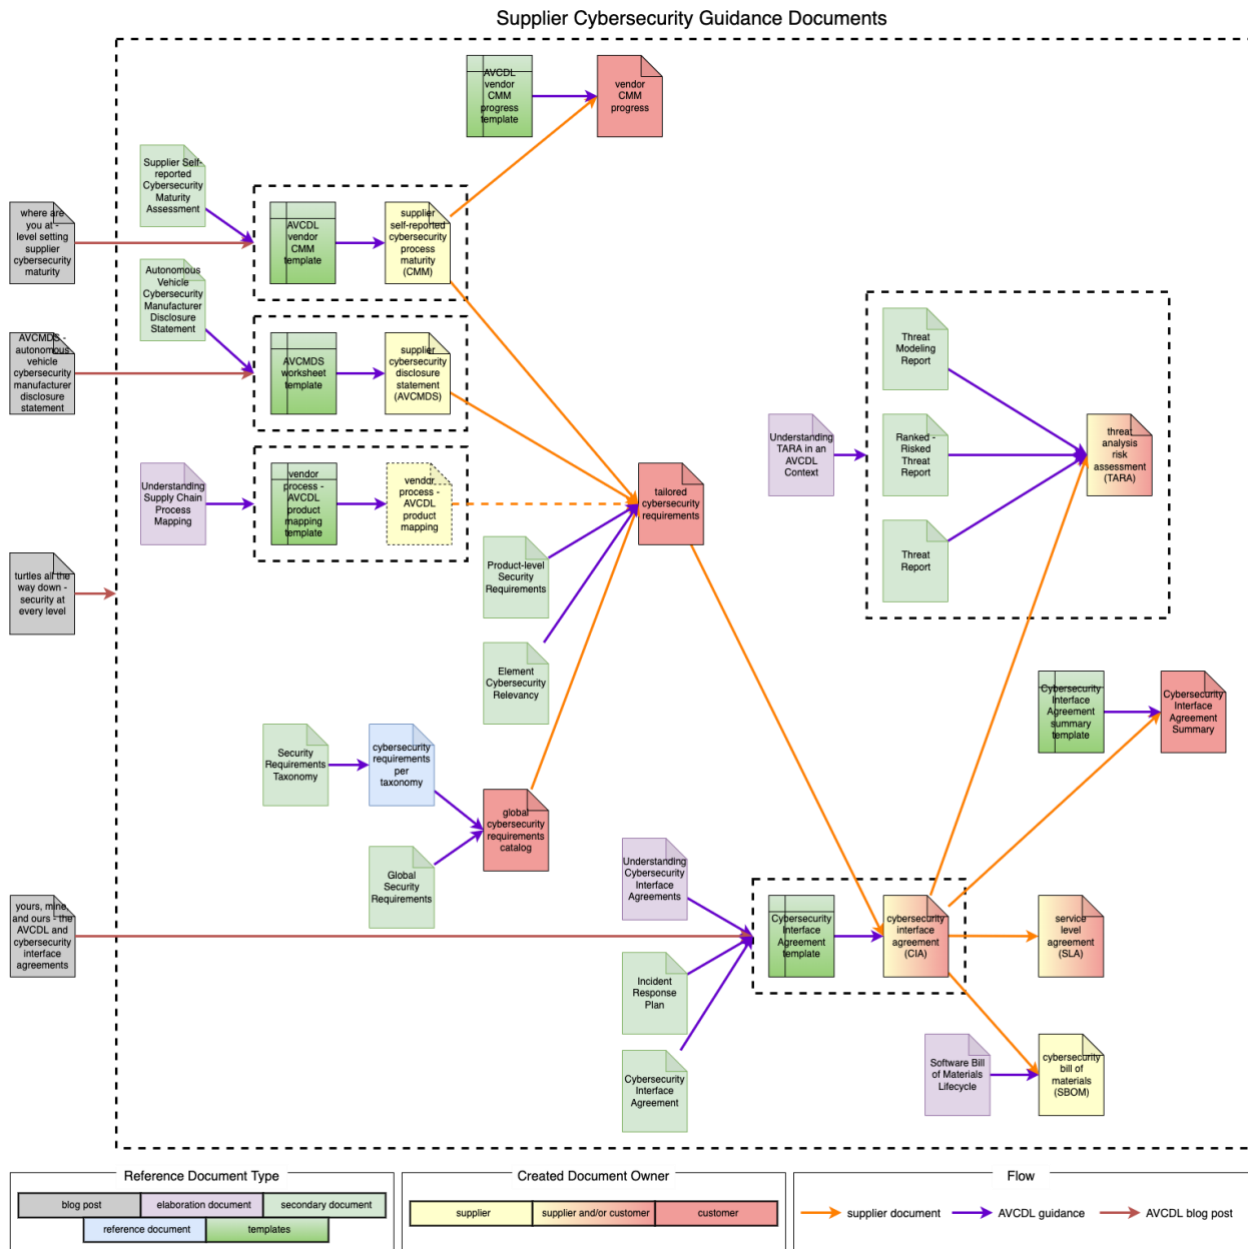 Supplier Cybersecurity Guidance Documents
AVCDL
vendor
CMM
progress
template
vendor
CMM
progress
Supplier Self-
reported
Cybersecurity
Maturity
Assessment
where are
you at -
level setting
supplier
cybersecurity
maturity
AVCDL
vendor
CMM
template
supplier
self-reported
cybersecurity
process
maturity
(CMM)
Autonomous
Vehicle
Cybersecurity
Manufacturer
Disclosure
Statement
AVCMDS -
autonomous
vehicle
cybersecurity
manufacturer
disclosure
statement
AVCMDS
worksheet
template
supplier
cybersecurity
disclosure
statement
(AVCMDS)
Understanding
Supply Chain
Process
Mapping
vendor
process -
AVCDL
product
mapping
template
vendor
process -
AVCDL
product
mapping
tailored
cybersecurity
requirements
Understanding
TARA in an
AVCDL
Context
Threat
Modeling
Report
Ranked -
Risked
Threat
Report
Threat
Report
threat
analysis
risk
assessment
(TARA)
turtles all the
way down -
security at
every level
Product-level
Security
Requirements
Element
Cybersecurity
Relevancy
Security
Requirements
Taxonomy
cybersecurity
requirements
per
taxonomy
Global
Security
Requirements
global
cybersecurity
requirements
catalog
Cybersecurity
Interface
Agreement
summary
template
Cybersecurity
Interface
Agreement
Summary
yours, mine,
and ours - the
AVCDL and
cybersecurity
interface
agreements
Understanding
Cybersecurity
Interface
Agreements
Incident
Response
Plan
Cybersecurity
Interface
Agreement
Cybersecurity
Interface
Agreement
template
cybersecurity
interface
agreement
(CIA)
service
level
agreement
(SLA)
Software Bill
of Materials
Lifecycle
cybersecurity
bill of
materials
(SBOM)
Reference Document Type
blog post
elaboration document
secondary document
reference document
templates
Created Document Owner
supplier
supplier and/or customer
customer
Flow
supplier document
AVCDL guidance
AVCDL blog post